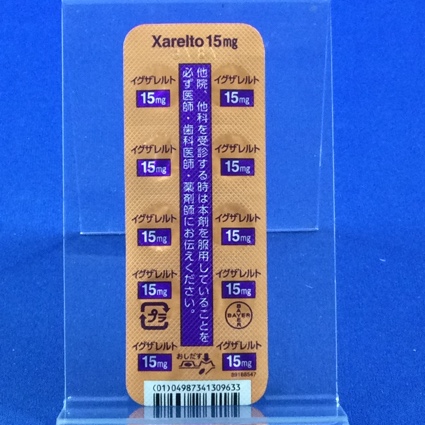 Xarelto 15mg
イグザレルト イグザレルト
15mg 15mg
イグザレルト イグザレルト
15mg 15mg
イグザレルト イグザレルト
15mg 15mg
イグザレルト イグザレルト
15mg 15mg
イグザレルト イグザレルト
15mg 15mg
他院、他科を受診する時は本剤を服用していることを
必ず医師・歯科医師・薬剤師にお伝えください。
プラ
BAYER
BAYER
おしだす
(01)04987341309633